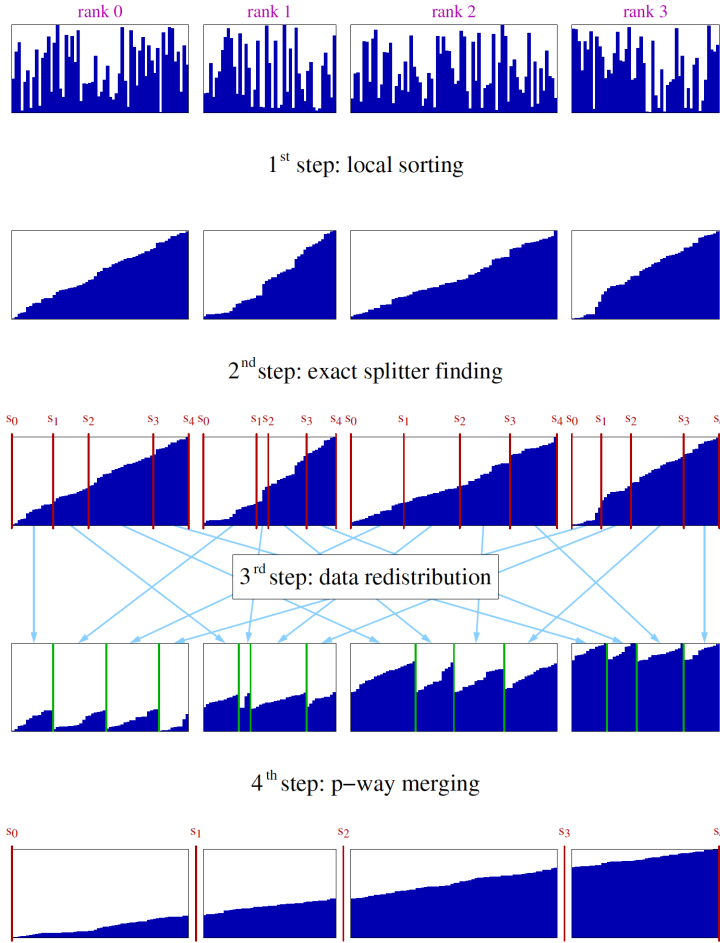 rank 0 rank 1 rank 2 rank 3
1st step: local sorting
2nd step: exact splitter finding
s0 s1 s2 s3 s4 s0 s1 s2 s3 s4 s0 s1 s2 s3 s4 s0 s1 s2 s3 s
3rd step: data redistribution
4th step: p−way merging
s0 s1 s2 s3 s